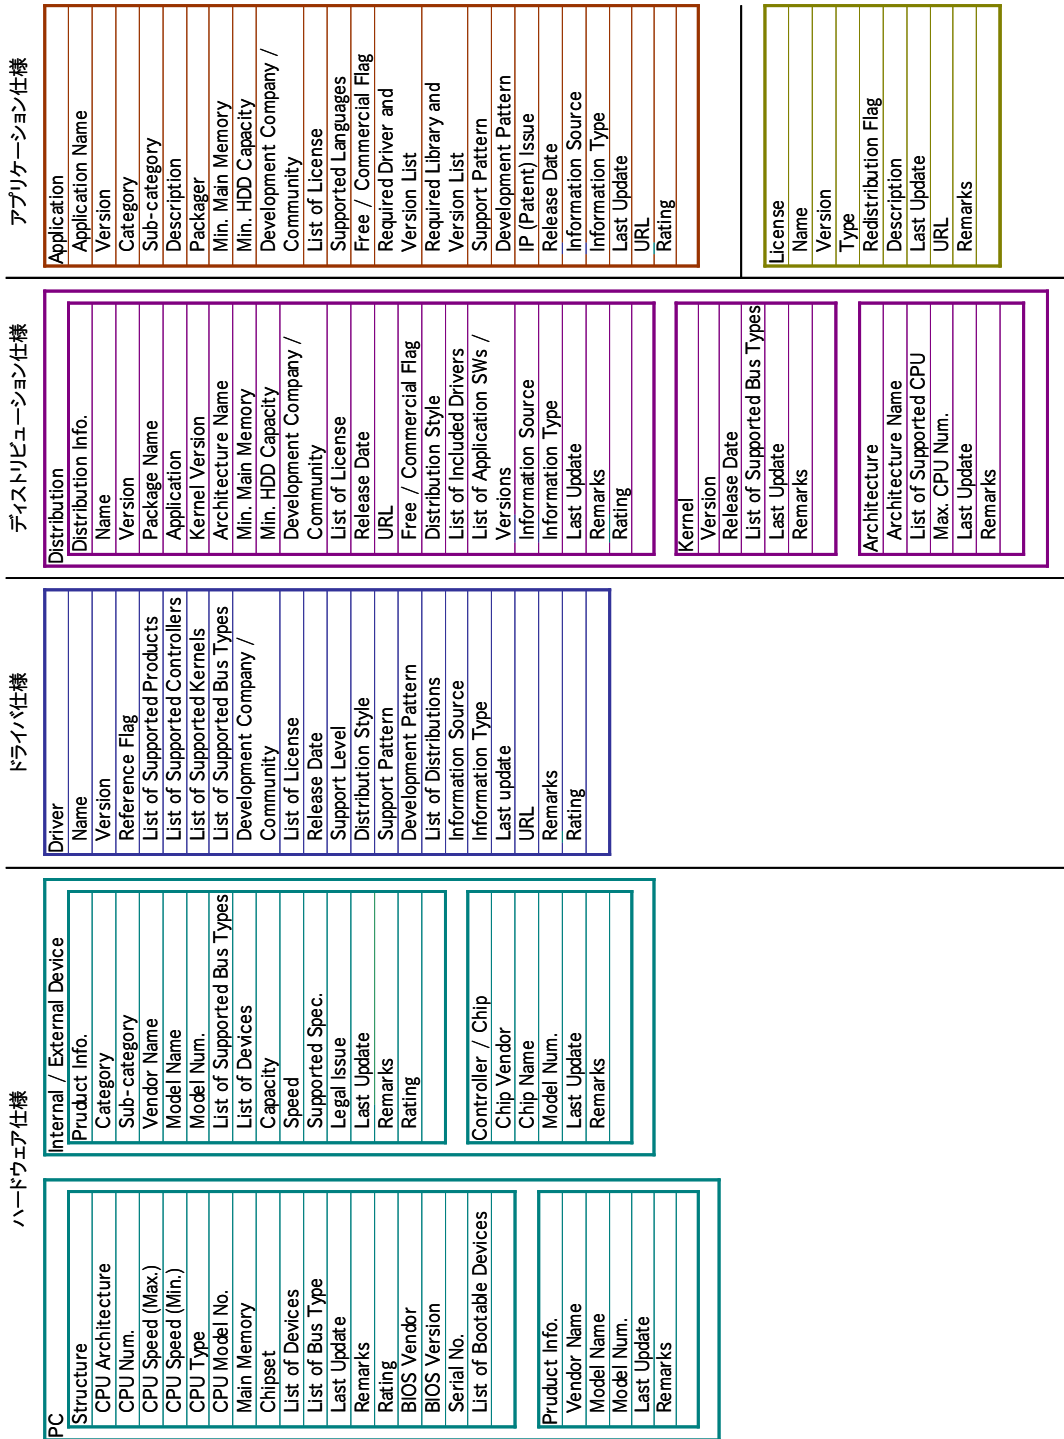 ハードウェア仕様
PC
Structure
CPU Architecture
CPU Num.
CPU Speed (Max.)
CPU Speed (Min.)
CPU Type
CPU Model No.
Main Memory
Chipset
List of Devices
List of Bus Type
Last Update
Remarks
Rating
BIOS Vendor
BIOS Version
Serial No.
List of Bootable Devices
Pruduct Info.
Vendor Name
Model Name
Model Num.
Last Update
Remarks
Internal / External Device
Pruduct Info.
Category
Sub-category
Vendor Name
Model Name
Model Num.
List of Supported Bus Types
List of Devices
Capacity
Speed
Supported Spec.
Legal Issue
Last Update
Remarks
Rating
Controller / Chip
Chip Vendor
Chip Name
Model Num.
Last Update
Remarks
ドライバ仕様
Driver
Name
Version
Reference Flag
List of Supported Products
List of Supported Controllers
List of Supported Kernels
List of Supported Bus Types
Development Company /
Community
List of License
Release Date
Support Level
Distribution Style
Support Pattern
Development Pattern
List of Distributions
Information Source
Information Type
Last update
URL
Remarks
Rating
ディストリビューション仕様
Distribution
Distribution Info.
Name
Version
Package Name
Application
Kernel Version
Architecture Name
Min. Main Memory
Min. HDD Capacity
Development Company /
Community
List of License
Release Date
URL
Free / Commercial Flag
Distribution Style
List of Included Drivers
List of Application SWs /
Versions
Information Source
Information Type
Last Update
Remarks
Rating
Kernel
Version
Release Date
List of Supported Bus Types
Last Update
Remarks
Architecture
Architecture Name
List of Supported CPU
Max. CPU Num.
Last Update
Remarks
アプリケーション仕様
Application
Application Name
Version
Category
Sub-category
Description
Packager
Min. Main Memory
Min. HDD Capacity
Development Company /
Community
List of License
Supported Languages
Free / Commercial Flag
Required Driver and
Version List
Required Library and
Version List
Support Pattern
Development Pattern
IP (Patent) Issue
Release Date
Information Source
Information Type
Last Update
URL
Rating
License
Name
Version
Type
Redistribution Flag
Description
Last Update
URL
Remarks